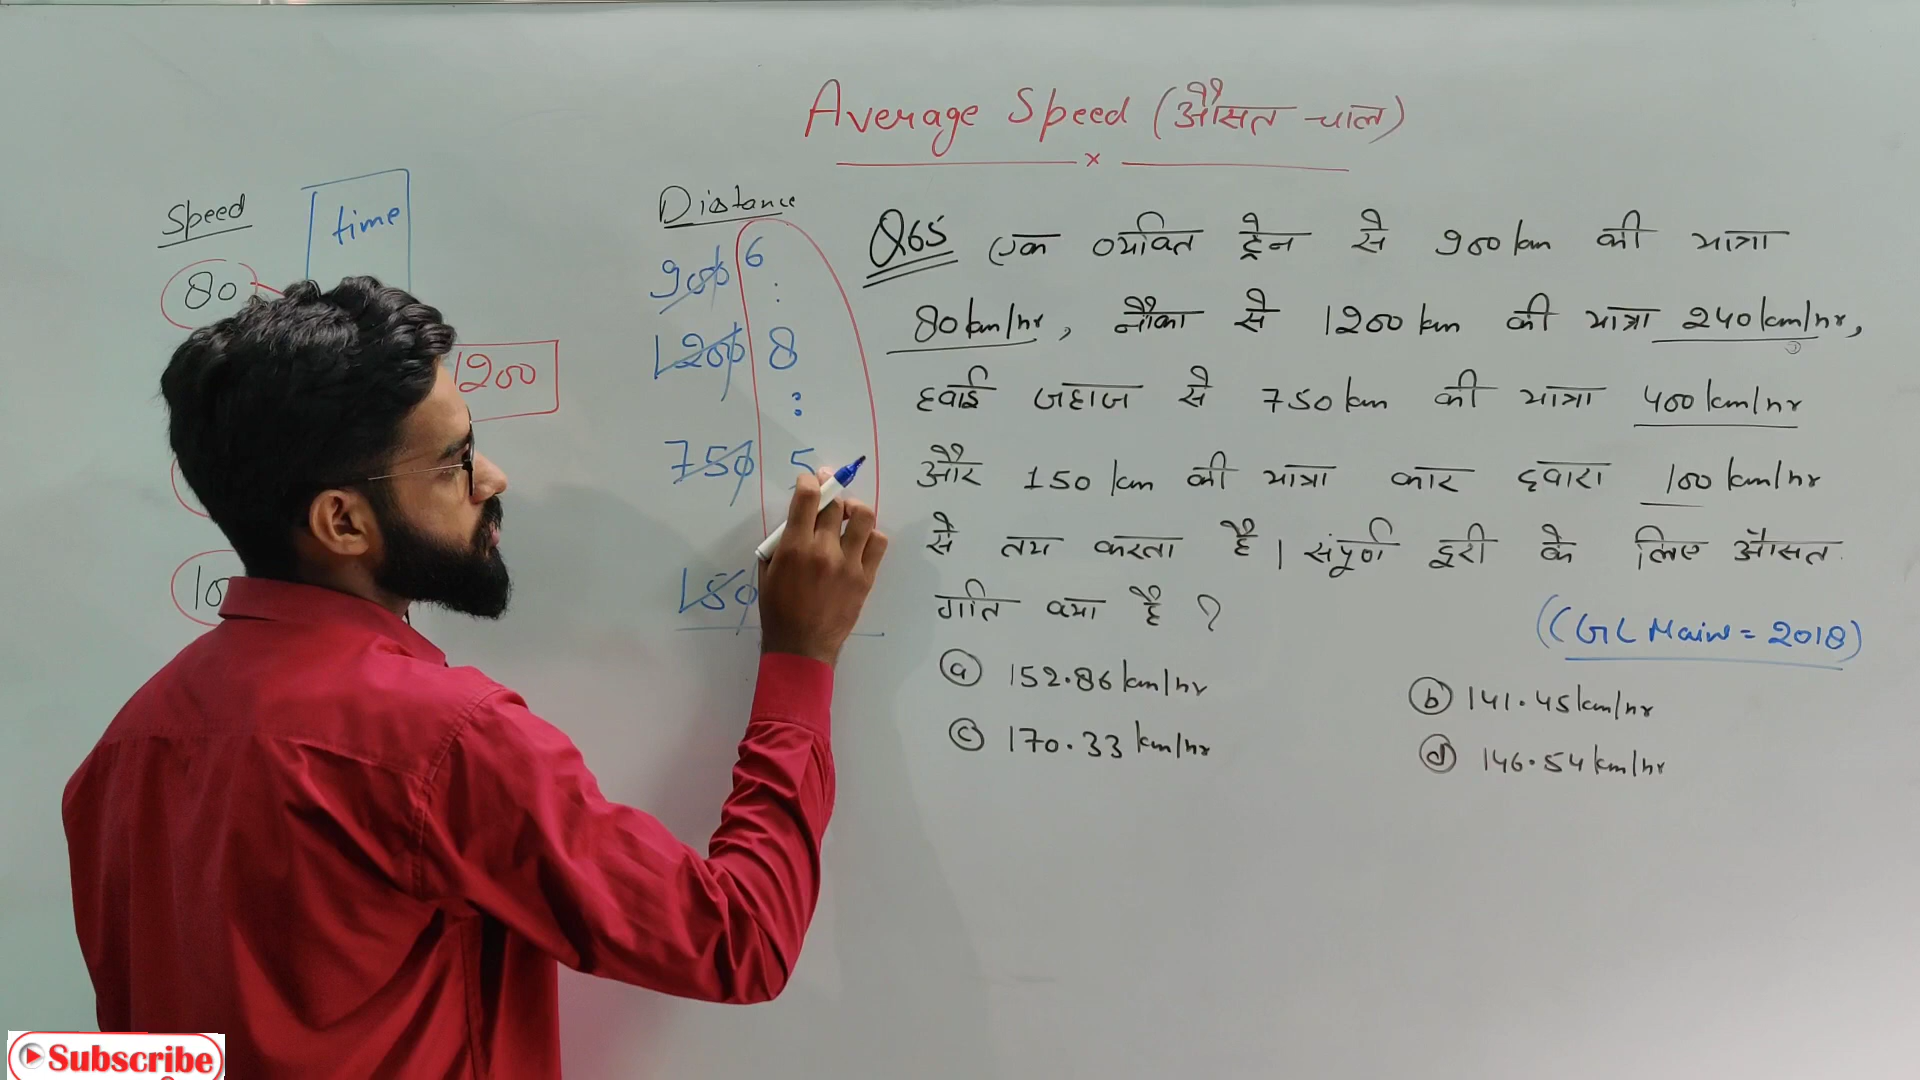 Average Speed (औसत चाल)
x
Speed
time
Distance
80
1200
10
900 6
:
1200 8
:
750 5
150
Q65 एक व्यक्ति ट्रेन से 900 km की यात्रा
80 km/hr, नौका से 1200 km की यात्रा 240 km/hr,
हवाई जहाज से 750 km की यात्रा 400 km/hr
और 150 km की यात्रा कार द्वारा 100 km/hr
से तय करता है। संपूर्ण दूरी के लिए औसत
गति क्या है ?
(CGL Main = 2018)
(a) 152.86 km/hr
(b) 141.45 km/hr
(c) 170.33 km/hr
(d) 146.54 km/hr
Subscribe